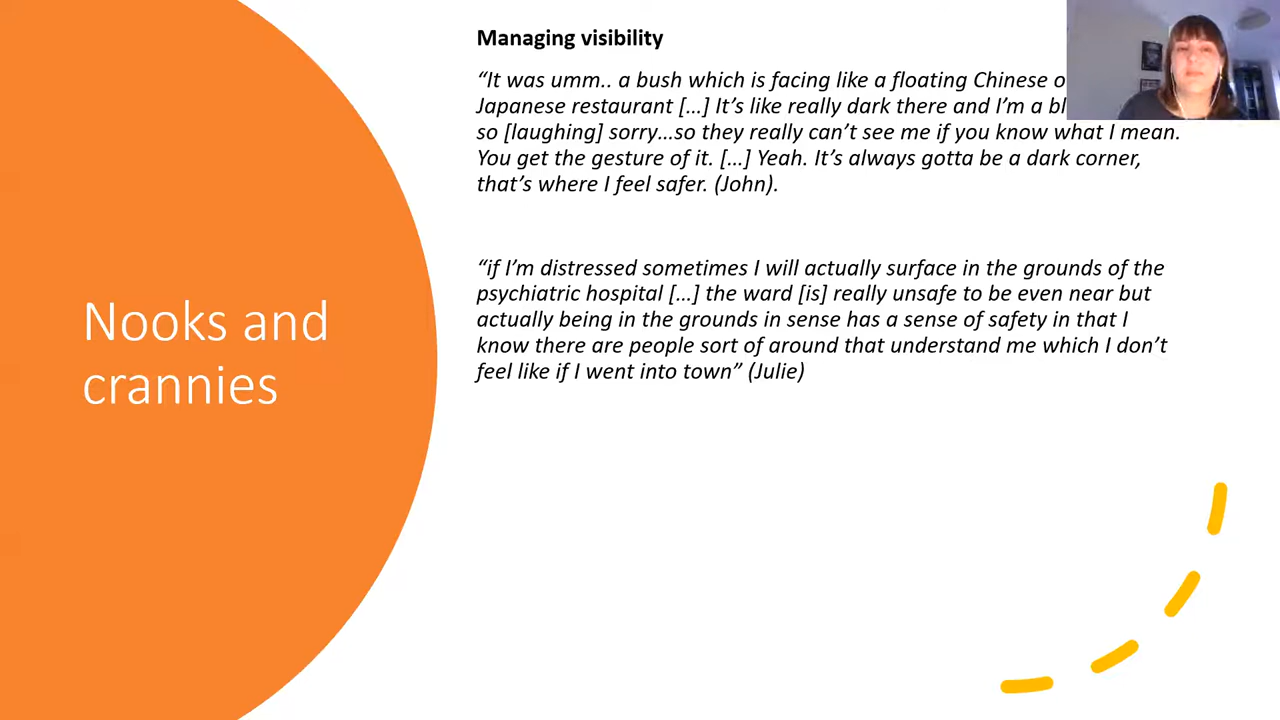 Managing visibility
“It was umm.. a bush which is facing like a floating Chinese
Japanese restaurant […] It’s like really dark there and I’m a
so [laughing] sorry…so they really can’t see me if you know what I mean.
You get the gesture of it. […] Yeah. It’s always gotta be a dark corner,
that’s where I feel safer. (John).
“if I’m distressed sometimes I will actually surface in the grounds of the
psychiatric hospital […] the ward [is] really unsafe to be even near but
actually being in the grounds in sense has a sense of safety in that I
know there are people sort of around that understand me which I don’t
feel like if I went into town” (Julie)
Nooks and
crannies